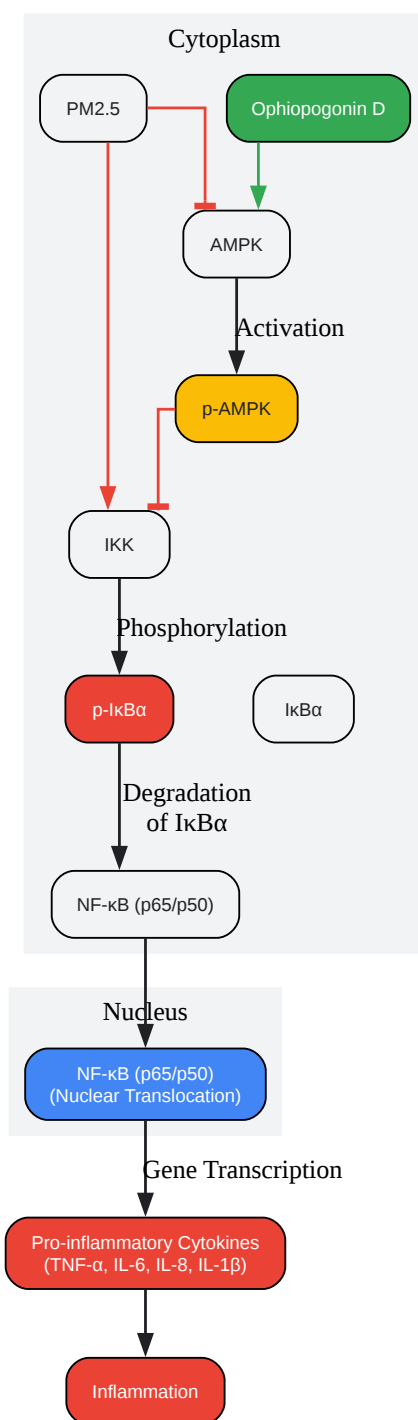 Cytoplasm
PM2.5
Ophiopogonin D
AMPK
Activation
p-AMPK
IKK
Phosphorylation
p-IκBα
IκBα
Degradation
of IκBα
NF-κB (p65/p50)
Nucleus
NF-κB (p65/p50)
(Nuclear Translocation)
Gene Transcription
Pro-inflammatory Cytokines
(TNF-α, IL-6, IL-8, IL-1β)
Inflammation